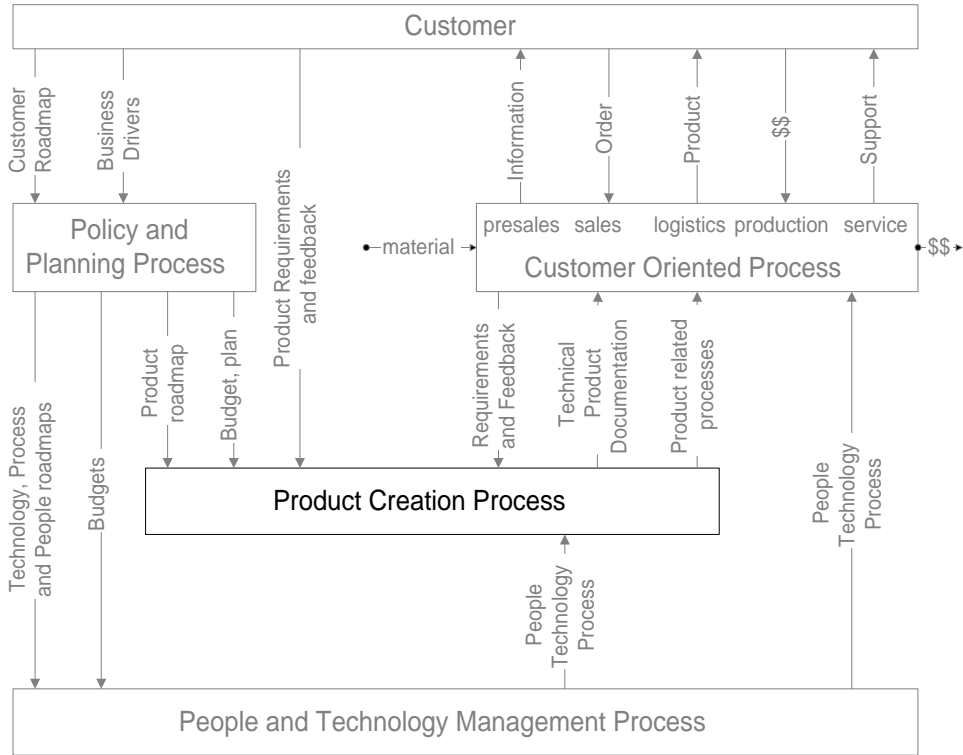 Customer
Customer
Roadmap
Business
Drivers
Product Requirements
and feedback
Information
Order
Product
$$
Support
Policy and
Planning Process
presales sales logistics production service
Customer Oriented Process
material
$$
Technology, Process
and People roadmaps
Budgets
Product
roadmap
Budget, plan
Requirements
and Feedback
Technical
Product
Documentation
Product related
processes
People
Technology
Process
Product Creation Process
People
Technology
Process
People and Technology Management Process